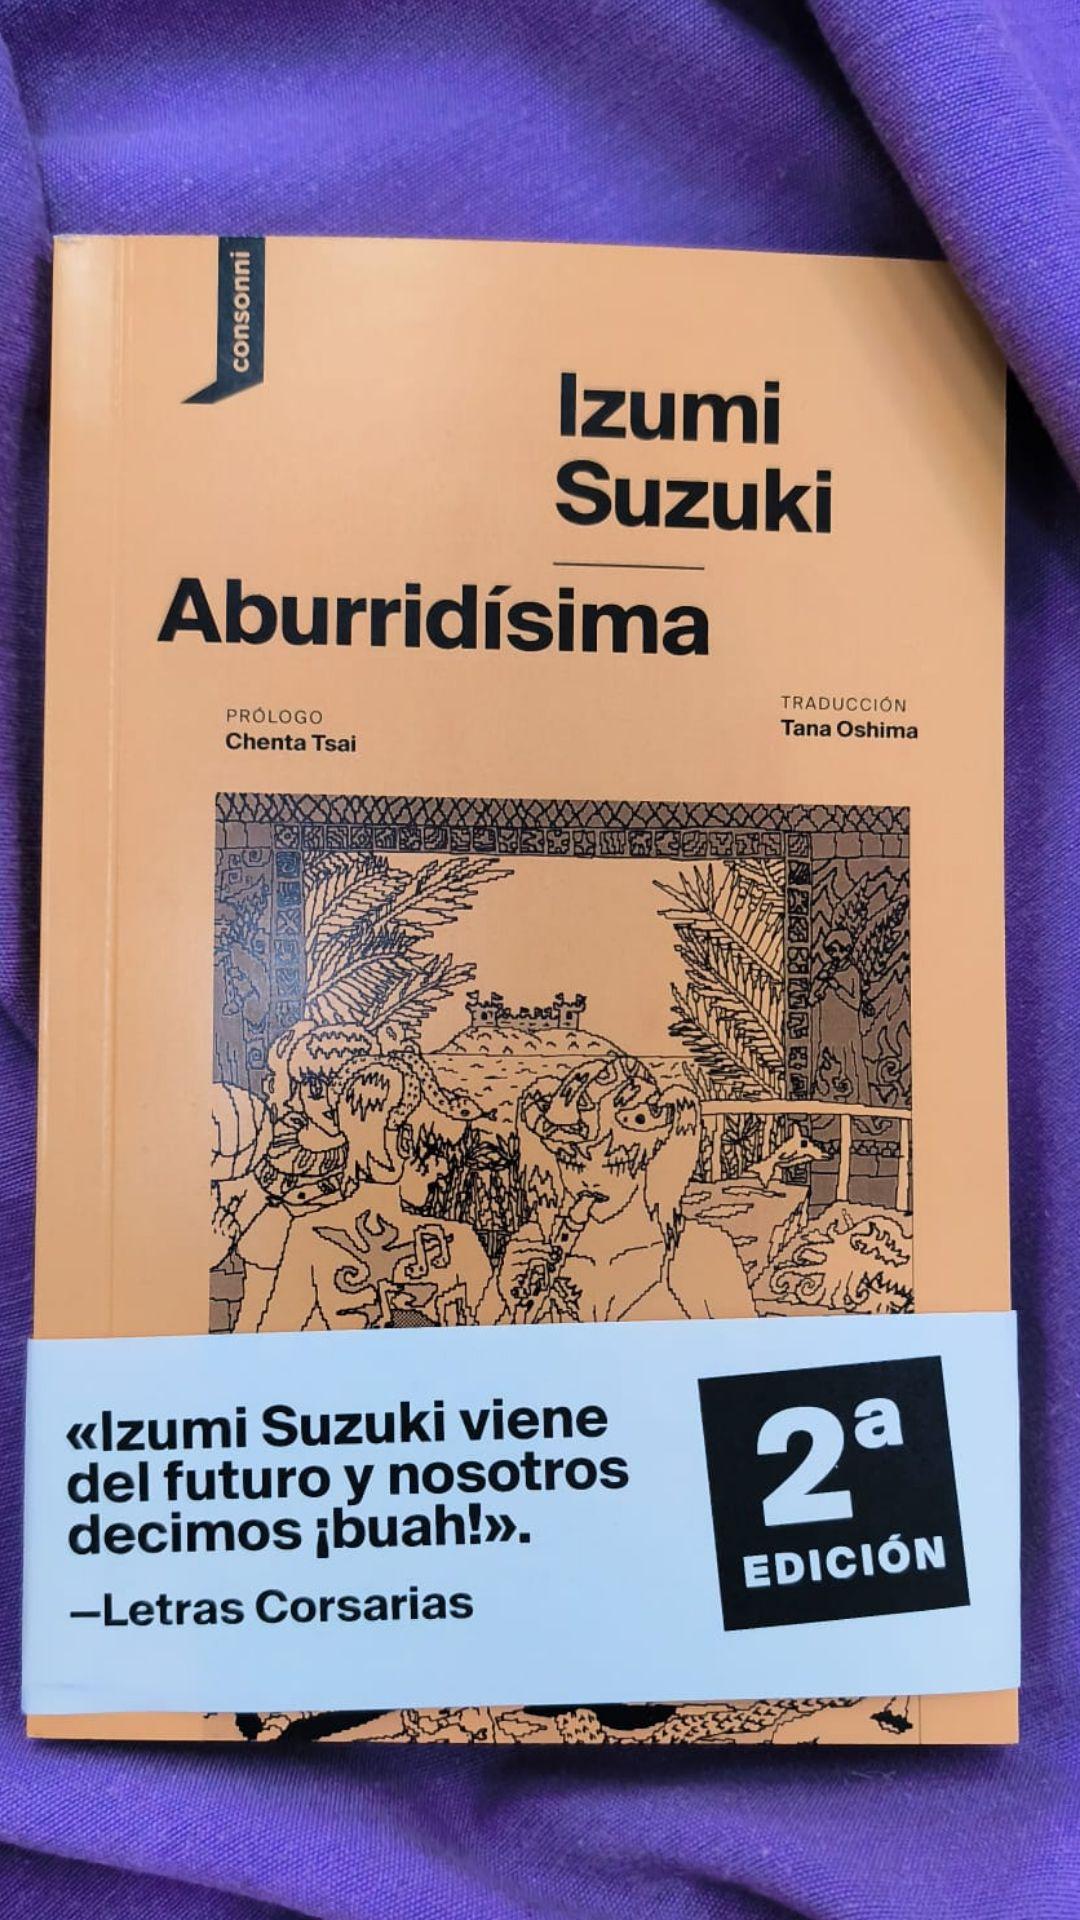 consonni
Izumi
Suzuki
Aburridísima
PRÓLOGO
Chenta Tsai
TRADUCCIÓN
Tana Oshima
«Izumi Suzuki viene
del futuro y nosotros
decimos ¡buah!».
—Letras Corsarias
2ª
EDICIÓN